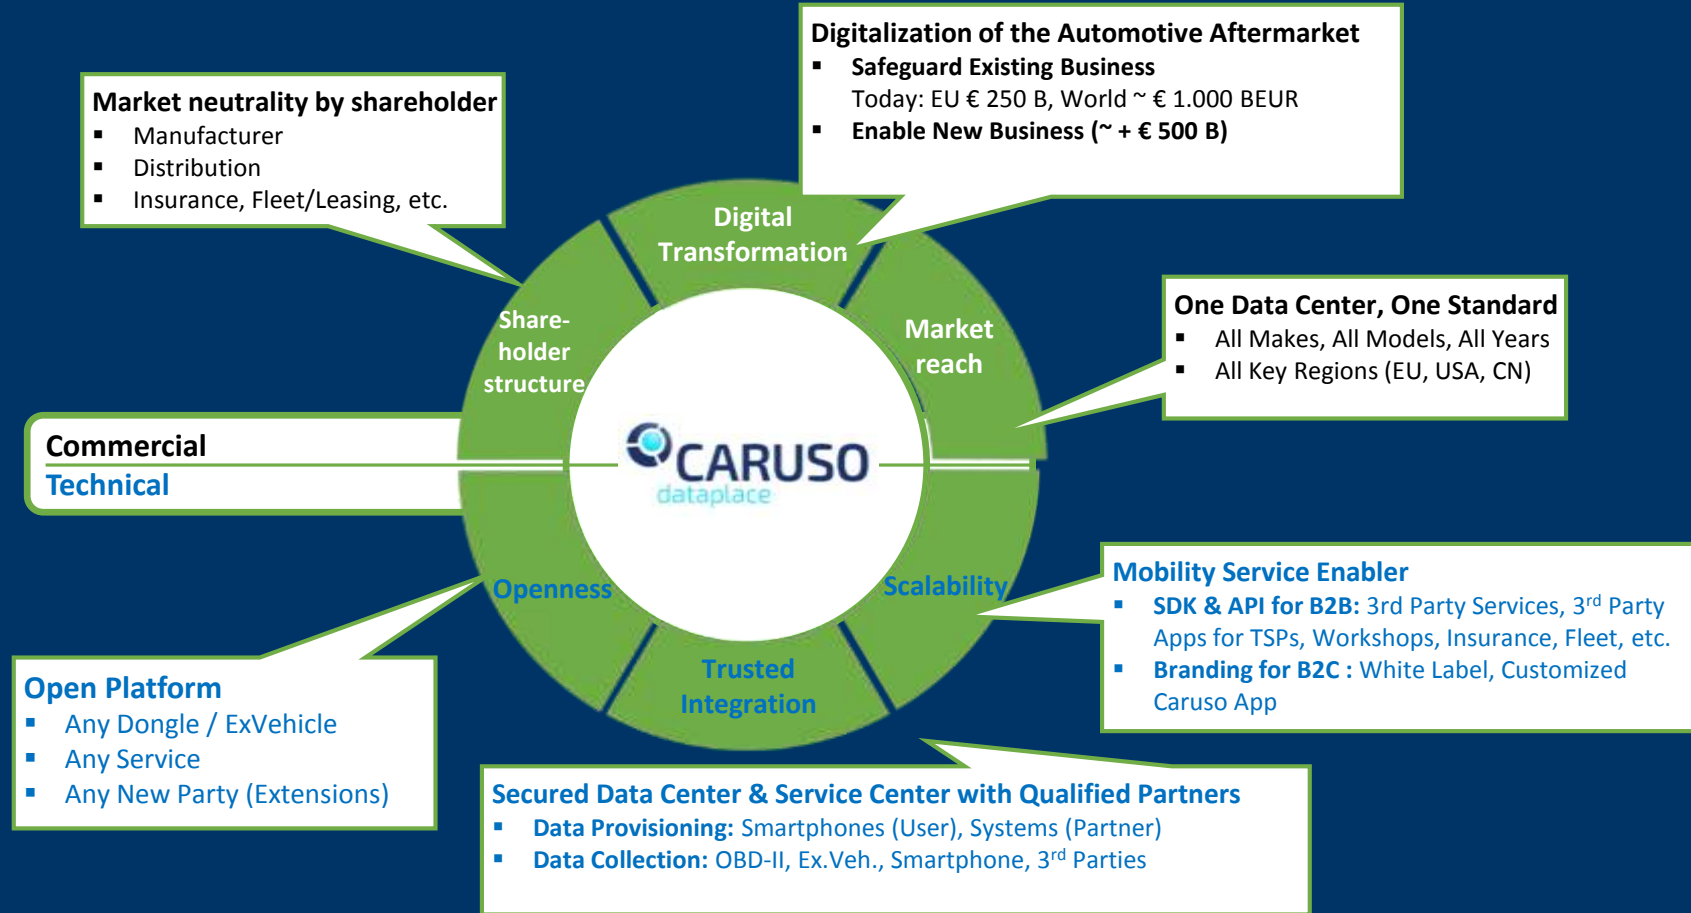 Digitalization of the Automotive Aftermarket
▪ Safeguard Existing Business
Today: EU € 250 B, World ~ € 1.000 BEUR
▪ Enable New Business (~ + € 500 B)
Market neutrality by shareholder
▪ Manufacturer
▪ Distribution
▪ Insurance, Fleet/Leasing, etc.
Digital
Transformation
Share-
holder
structure
Market
reach
One Data Center, One Standard
▪ All Makes, All Models, All Years
▪ All Key Regions (EU, USA, CN)
Commercial
Technical
CARUSO
dataplace
Openness
Scalability
Trusted
Integration
Mobility Service Enabler
▪ SDK & API for B2B: 3rd Party Services, 3rd Party
Apps for TSPs, Workshops, Insurance, Fleet, etc.
▪ Branding for B2C : White Label, Customized
Caruso App
Open Platform
▪ Any Dongle / ExVehicle
▪ Any Service
▪ Any New Party (Extensions)
Secured Data Center & Service Center with Qualified Partners
▪ Data Provisioning: Smartphones (User), Systems (Partner)
▪ Data Collection: OBD-II, Ex.Veh., Smartphone, 3rd Parties